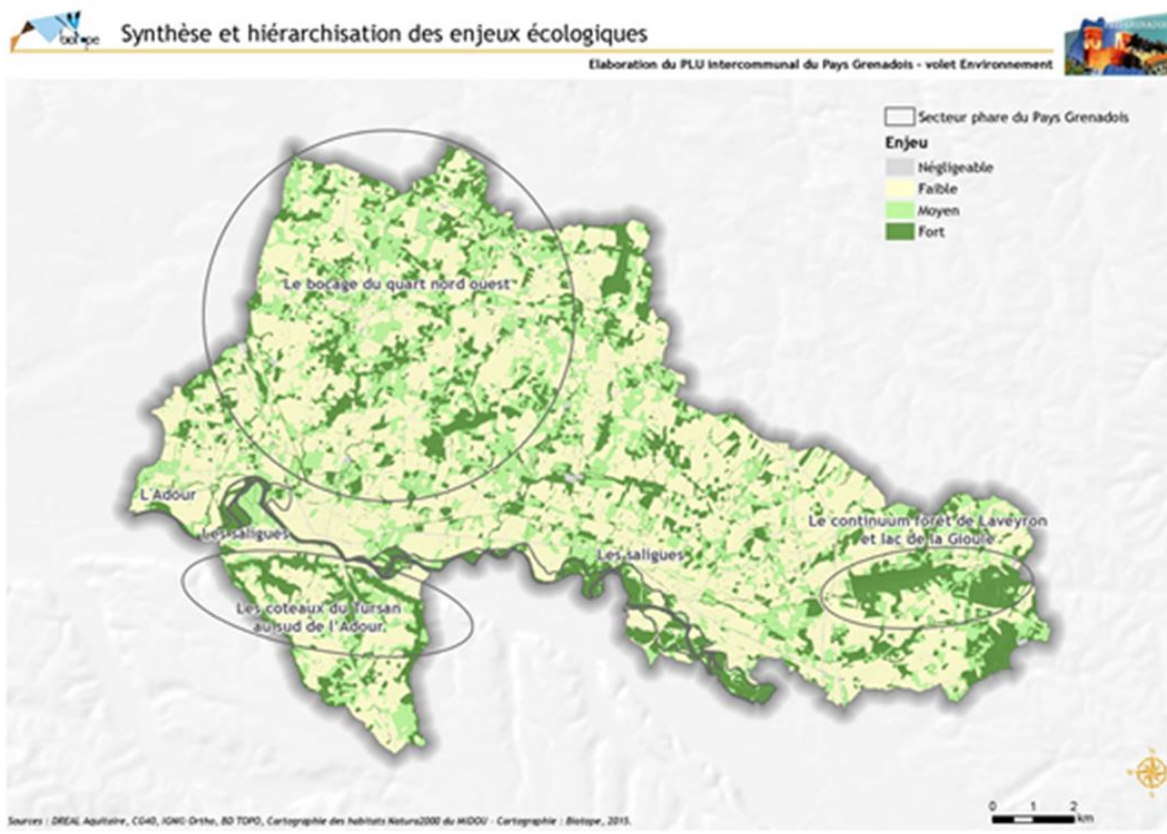 biotope
Synthèse et hiérarchisation des enjeux écologiques
Elaboration du PLU intercommunal du Pays Grenadois - volet Environnement
Secteur phare du Pays Grenadois
Enjeu
Négligeable
Faible
Moyen
Fort
Le bocage du quart nord ouest
L'Adour
Les saligues
Le continuum forêt de Laveyron
et lac de la Gioule
Les saligues
Les coteaux du Tursan
au sud de l'Adour.
0 1 2
km
Sources : DREAL Aquitaine, CG40, IGN© Ortho, BD TOPO, Cartographie des habitats Natura2000 du MIDOU - Cartographie : Biotope, 2015.